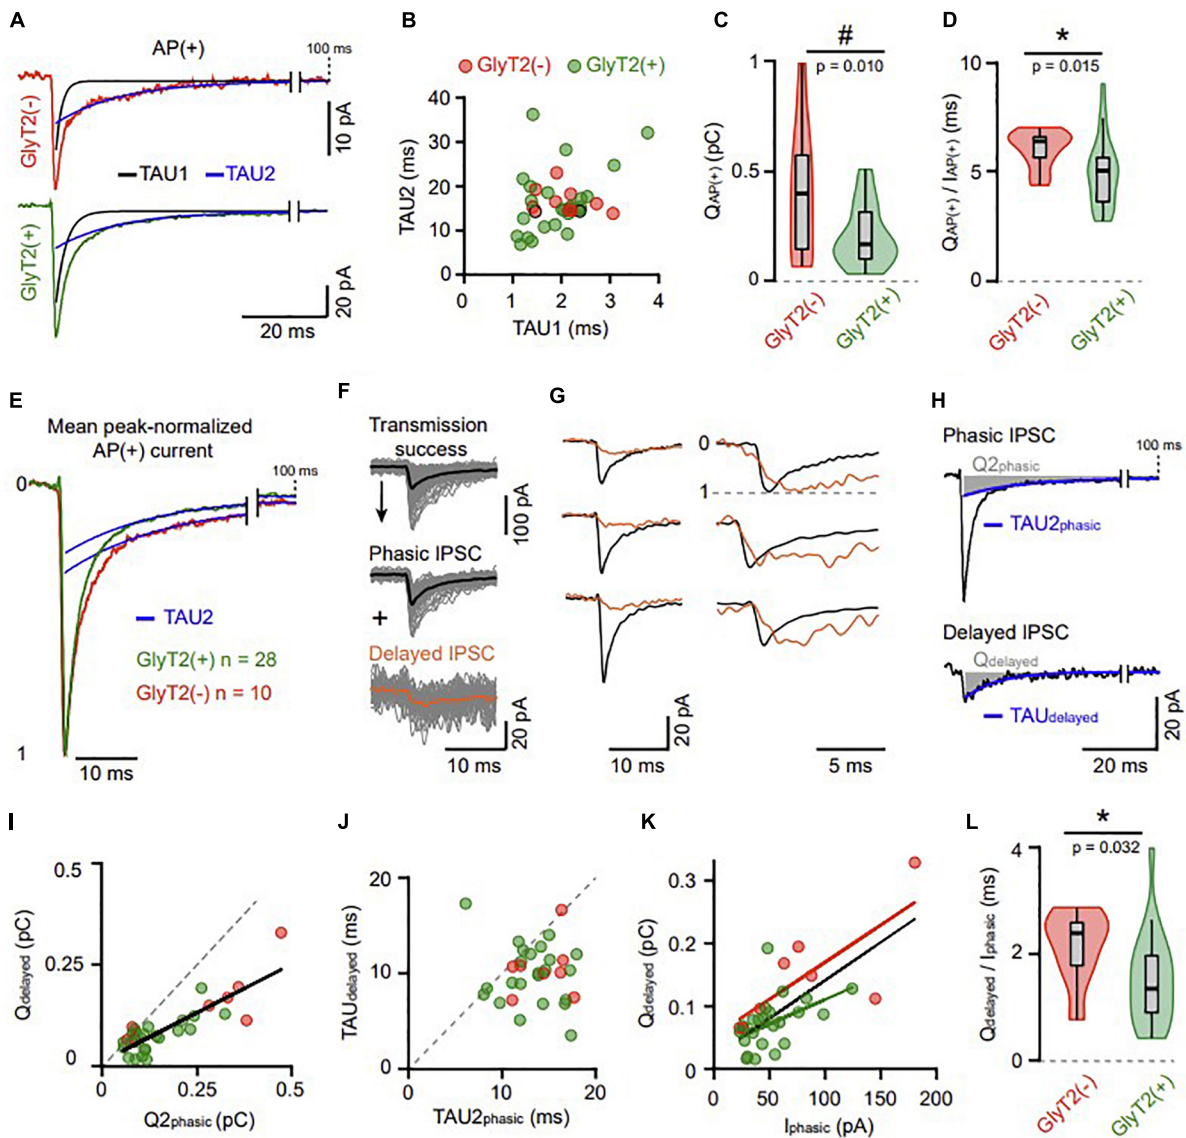 A
AP(+)
100 ms
GlyT2(-)
10 pA
TAU1 TAU2
GlyT2(+)
20 pA
20 ms
B
GlyT2(-) GlyT2(+)
TAU2 (ms)
40
30
20
10
0
0 1 2 3 4
TAU1 (ms)
C
#
p = 0.010
QAP(+) (pC)
1
0.5
0
GlyT2(-) GlyT2(+)
D
*
p = 0.015
QAP(+) / IAP(+) (ms)
10
5
0
GlyT2(-) GlyT2(+)
E
Mean peak-normalized
AP(+) current
100 ms
0
TAU2
GlyT2(+) n = 28
GlyT2(-) n = 10
1
10 ms
F
Transmission
success
100 pA
Phasic IPSC
+
Delayed IPSC
20 pA
10 ms
G
0
1
20 pA
10 ms
5 ms
H
Phasic IPSC
100 ms
Q2phasic
TAU2phasic
Delayed IPSC
Qdelayed
TAUdelayed
20 pA
20 ms
I
Qdelayed (pC)
0.5
0.25
0
0 0.25 0.5
Q2phasic (pC)
J
TAUdelayed (ms)
20
10
0
0 10 20
TAU2phasic (ms)
K
Qdelayed (pC)
0.3
0.2
0.1
0
0 50 100 150 200
Iphasic (pA)
L
*
p = 0.032
Qdelayed / Iphasic (ms)
4
2
0
GlyT2(-) GlyT2(+)